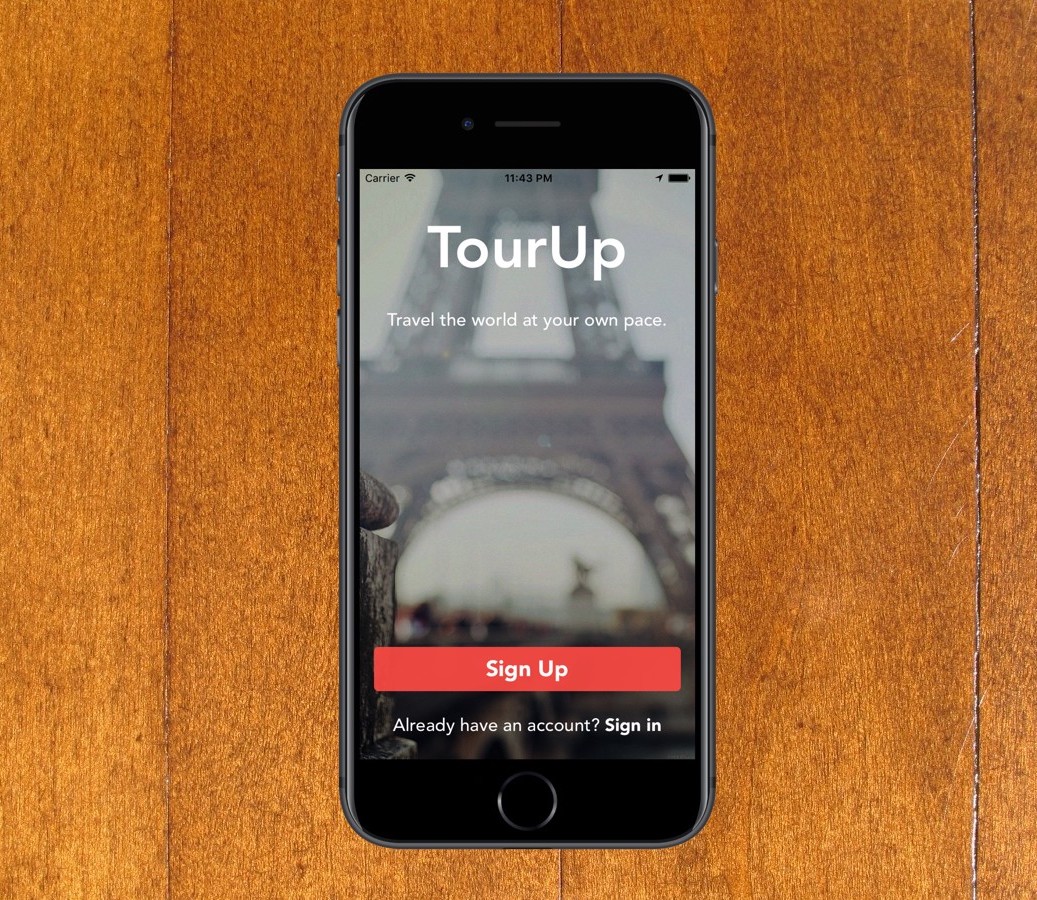 Carrier 11:43 PM
TourUp
Travel the world at your own pace.
Sign Up
Already have an account? Sign in